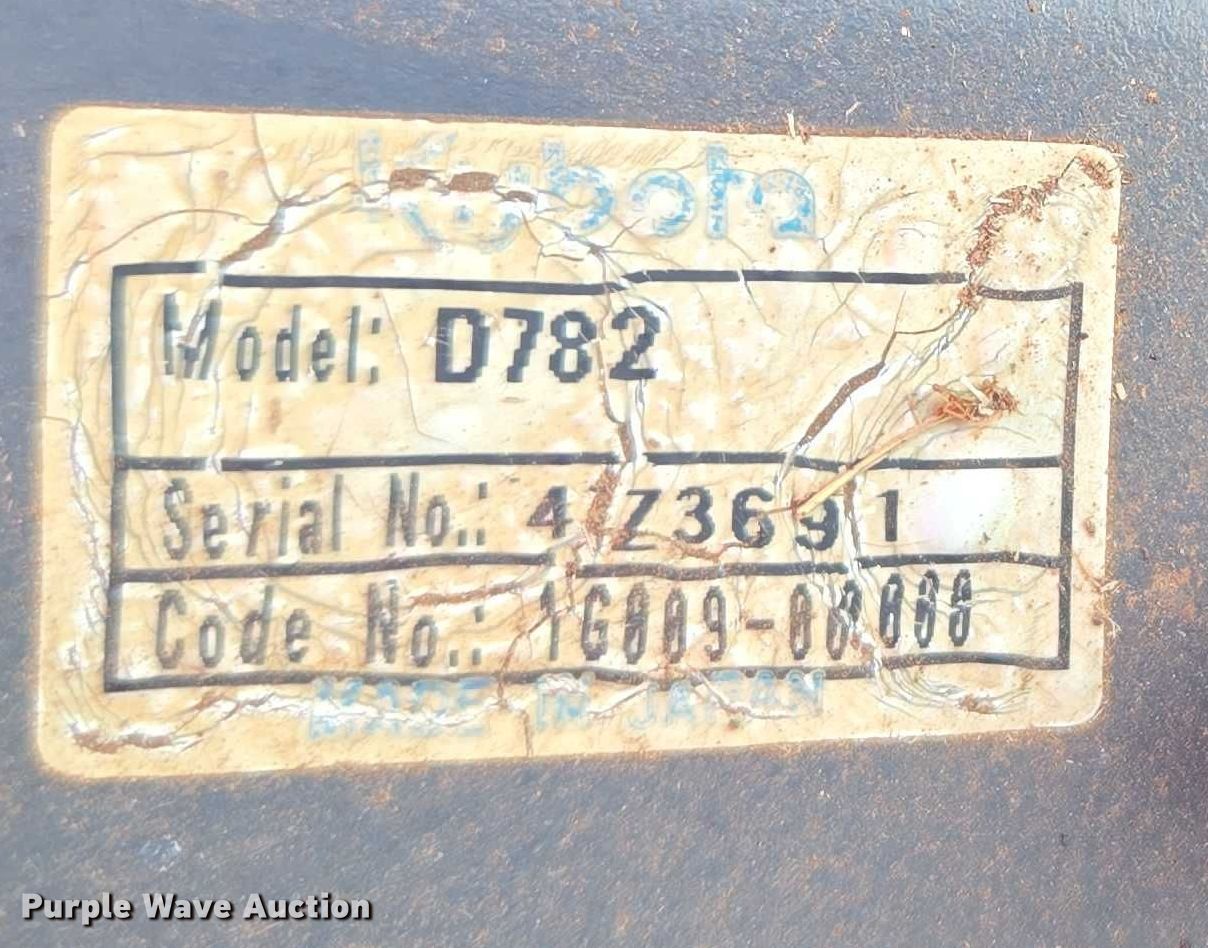 Kubota
Model: D782
Serial No.: 4Z3691
Code No.: 1G009-00000
MADE IN JAPAN
Purple Wave Auction